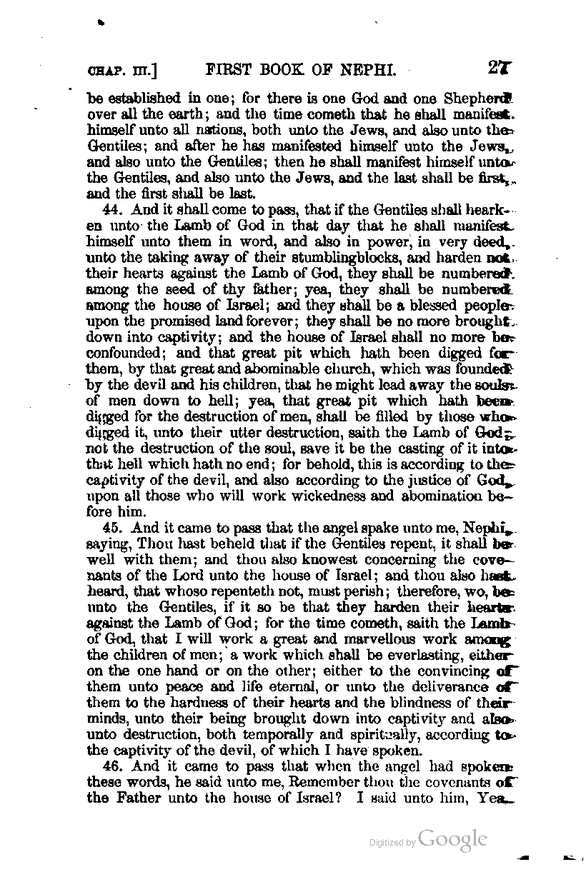 CHAP. III.] FIRST BOOK OF NEPHI. 27
be established in one; for there is one God and one Shepherd
over all the earth; and the time cometh that he shall manifest
himself unto all nations, both unto the Jews, and also unto the
Gentiles; and after he has manifested himself unto the Jews,
and also unto the Gentiles; then he shall manifest himself unto
the Gentiles, and also unto the Jews, and the last shall be first,
and the first shall be last.
44. And it shall come to pass, that if the Gentiles shall heark-
en unto the Lamb of God in that day that he shall manifest
himself unto them in word, and also in power, in very deed,
unto the taking away of their stumblingblocks, and harden not
their hearts against the Lamb of God, they shall be numbered
among the seed of thy father; yea, they shall be numbered
among the house of Israel; and they shall be a blessed people
upon the promised land forever; they shall be no more brought
down into captivity; and the house of Israel shall no more be
confounded; and that great pit which hath been digged for
them, by that great and abominable church, which was founded
by the devil and his children, that he might lead away the souls
of men down to hell; yea, that great pit which hath been
digged for the destruction of men, shall be filled by those who
digged it, unto their utter destruction, saith the Lamb of God;
not the destruction of the soul, save it be the casting of it into
that hell which hath no end; for behold, this is according to the
captivity of the devil, and also according to the justice of God,
upon all those who will work wickedness and abomination be-
fore him.
45. And it came to pass that the angel spake unto me, Nephi,
saying, Thou hast beheld that if the Gentiles repent, it shall be
well with them; and thou also knowest concerning the cove-
nants of the Lord unto the house of Israel; and thou also hast
heard, that whoso repenteth not, must perish; therefore, wo, be
unto the Gentiles, if it so be that they harden their hearts
against the Lamb of God; for the time cometh, saith the Lamb
of God, that I will work a great and marvellous work among
the children of men; a work which shall be everlasting, either
on the one hand or on the other; either to the convincing of
them unto peace and life eternal, or unto the deliverance of
them to the hardness of their hearts and the blindness of their
minds, unto their being brought down into captivity and also
unto destruction, both temporally and spiritually, according to
the captivity of the devil, of which I have spoken.
46. And it came to pass that when the angel had spoken
these words, he said unto me, Remember thou the covenants of
the Father unto the house of Israel? I said unto him, Yea
Digitized by Google